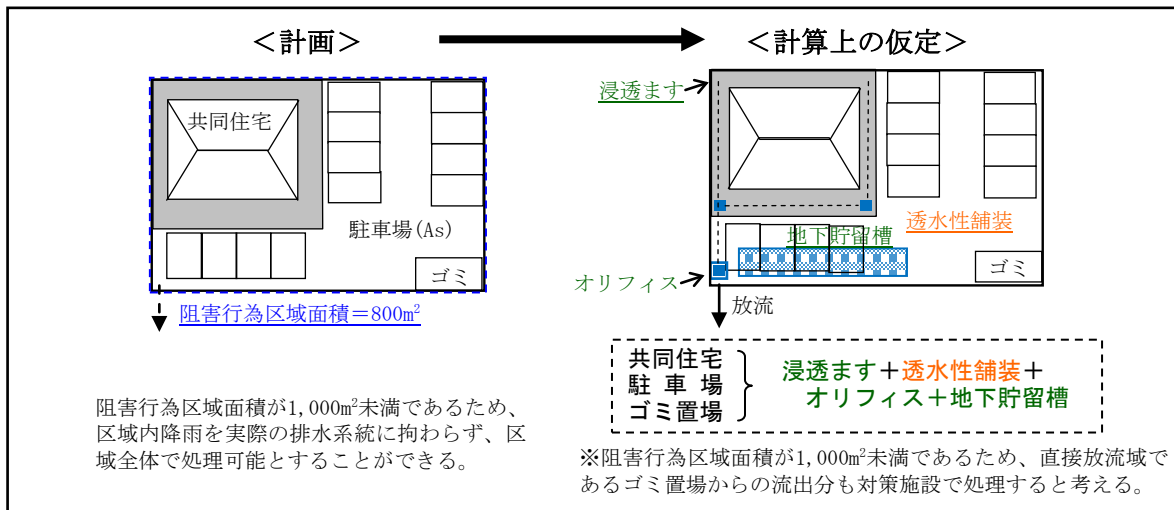 ＜計画＞
＜計算上の仮定＞
共同住宅
駐車場(As)
ゴミ
阻害行為区域面積＝800m²
阻害行為区域面積が1,000m²未満であるため、
区域内降雨を実際の排水系統に拘わらず、区
域全体で処理可能とすることができる。
浸透ます
透水性舗装
地下貯留槽
ゴミ
オリフィス
放流
共同住宅
駐車場
ゴミ置場
浸透ます＋透水性舗装＋
オリフィス＋地下貯留槽
※阻害行為区域面積が1,000m²未満であるため、直接放流域で
あるゴミ置場からの流出分も対策施設で処理すると考える。